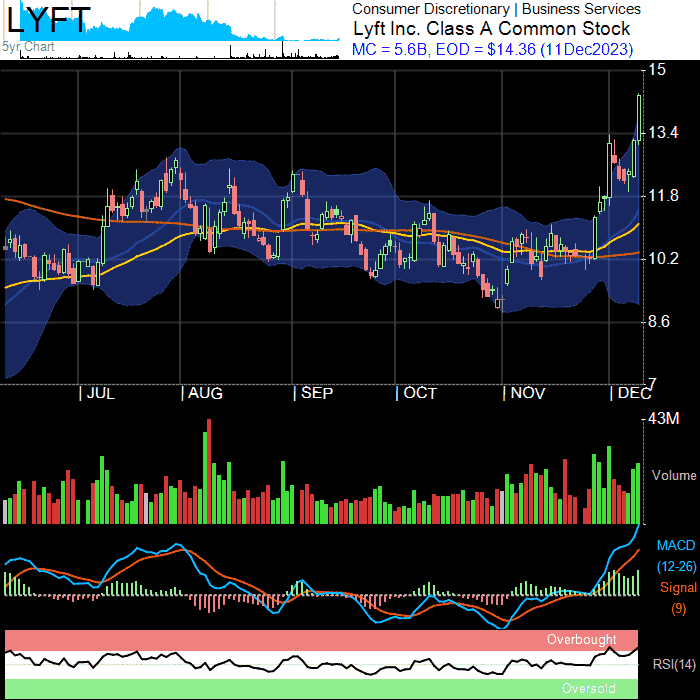 LYFT
5yr Chart
Consumer Discretionary | Business Services
Lyft Inc. Class A Common Stock
MC = 5.6B, EOD = $14.36 (11Dec2023)
15
13.4
11.8
10.2
8.6
7
| JUL | AUG | SEP | OCT | NOV | DEC
43M
Volume
MACD
(12-26)
Signal
(9)
Overbought
RSI(14)
Oversold